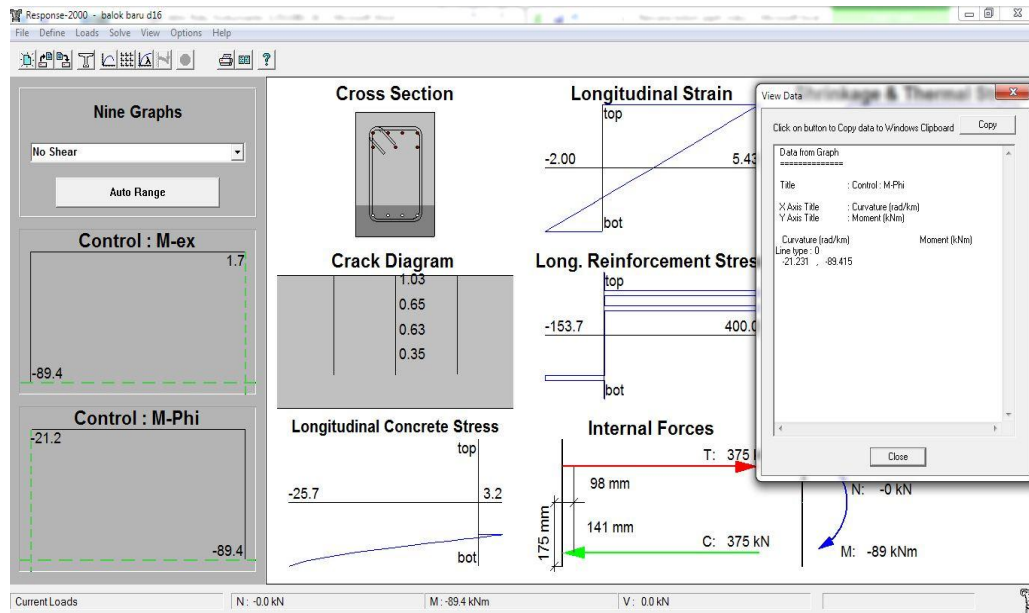 Response-2000 - balok baru d16
File Define Loads Solve View Options Help
Nine Graphs
No Shear
Auto Range
Control : M-ex
1.7
-89.4
Control : M-Phi
-21.2
-89.4
Cross Section
Crack Diagram
1.03
0.65
0.63
0.35
Longitudinal Concrete Stress
top
-25.7
3.2
bot
Longitudinal Strain
top
-2.00
5.43
bot
Long. Reinforcement Stres
top
-153.7
400.0
bot
Internal Forces
T: 375
98 mm
141 mm
175 mm
C: 375 kN
Shrinkage & Thermal St
View Data
Click on button to Copy data to Windows Clipboard
Copy
Data from Graph
==============
Title : Control : M-Phi
X Axis Title : Curvature (rad/km)
Y Axis Title : Moment (kNm)
Curvature (rad/km) Moment (kNm)
Line type : 0
-21.231 , -89.415
Close
N: -0 kN
M: -89 kNm
Current Loads
N : -0.0 kN
M : -89.4 kNm
V : 0.0 kN